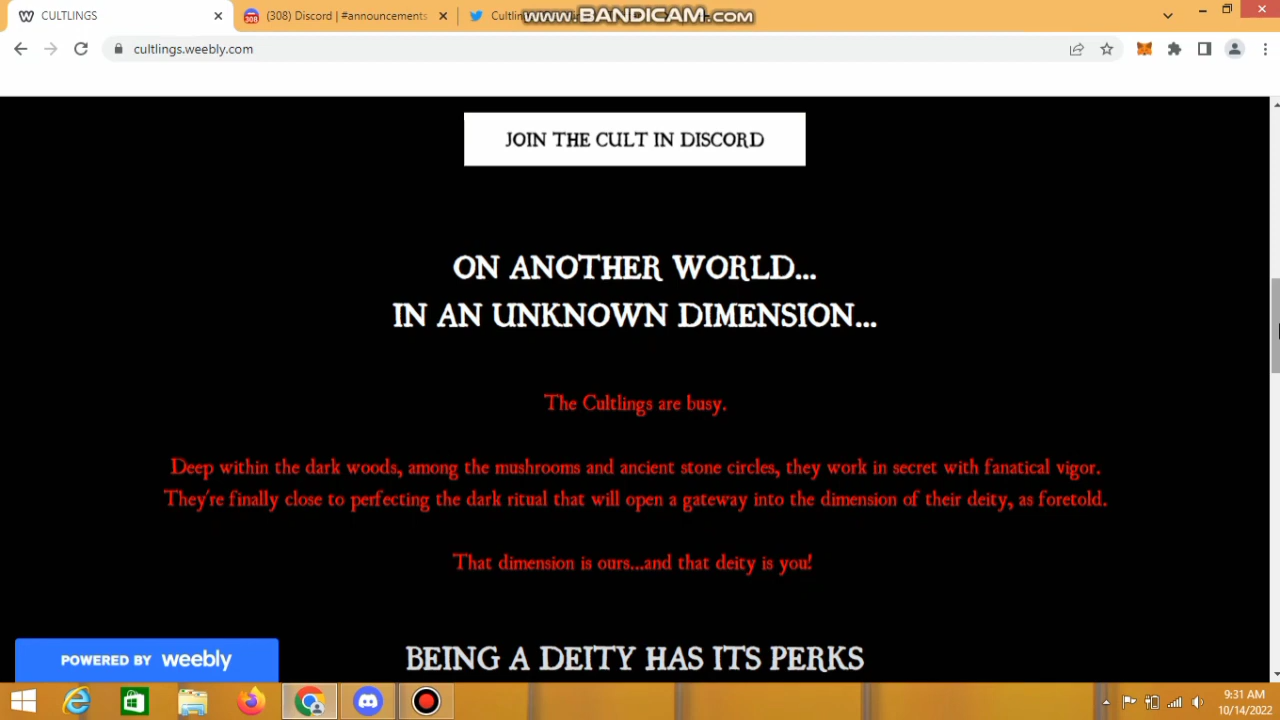 CULTLINGS
(308) Discord | #announcements
Cultlin
www.BANDICAM.com
cultlings.weebly.com
JOIN THE CULT IN DISCORD
ON ANOTHER WORLD...
IN AN UNKNOWN DIMENSION...
The Cultlings are busy.
Deep within the dark woods, among the mushrooms and ancient stone circles, they work in secret with fanatical vigor.
They're finally close to perfecting the dark ritual that will open a gateway into the dimension of their deity, as foretold.
That dimension is ours...and that deity is you!
POWERED BY weebly
BEING A DEITY HAS ITS PERKS
9:31 AM
10/14/2022